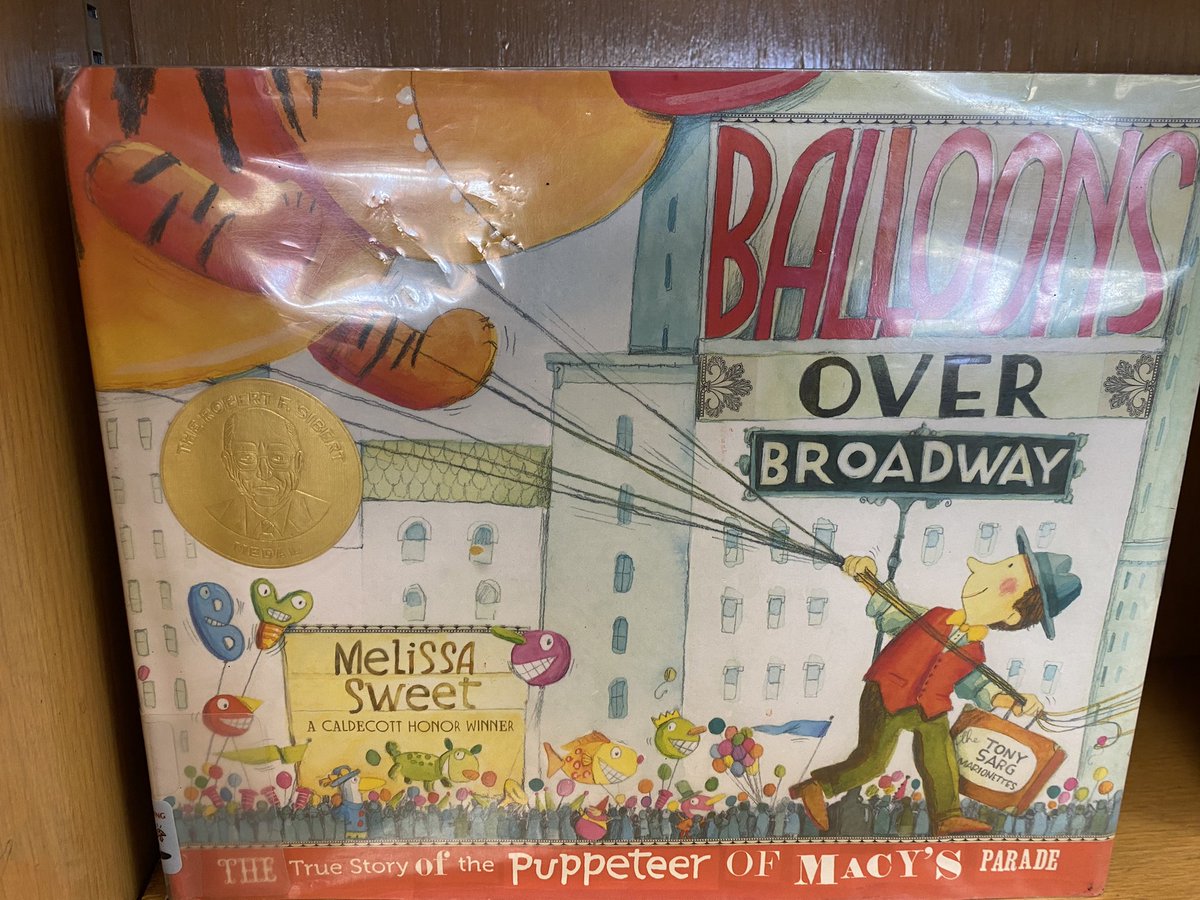 BALLOONS
OVER
BROADWAY
THE ROBERT F. SIBERT
MEDAL
BY
MELISSA
SWEET
A CALDECOTT HONOR WINNER
the TONY
SARG
MARIONETTES
THE True Story OF the Puppeteer OF MACY'S PARADE